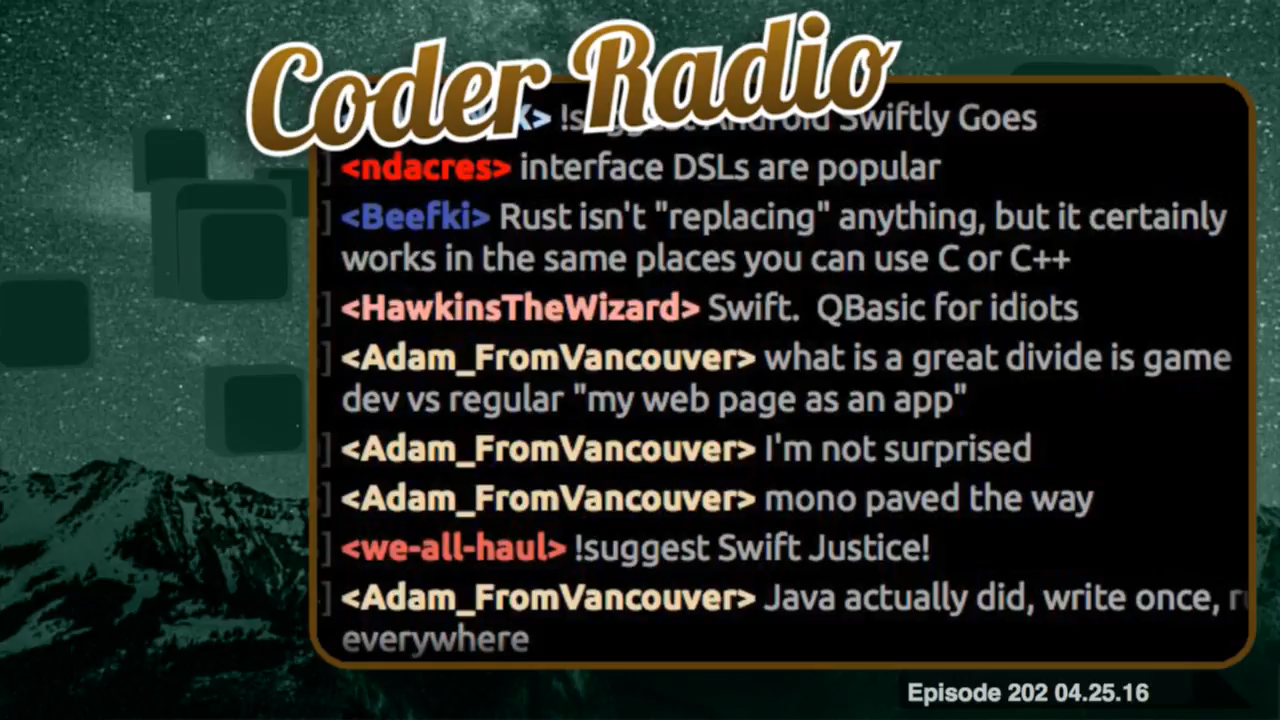 Coder Radio
> !s Android Swiftly Goes
<ndacres> interface DSLs are popular
<Beefki> Rust isn't "replacing" anything, but it certainly
works in the same places you can use C or C++
<HawkinsTheWizard> Swift. QBasic for idiots
<Adam_FromVancouver> what is a great divide is game
dev vs regular "my web page as an app"
<Adam_FromVancouver> I'm not surprised
<Adam_FromVancouver> mono paved the way
<we-all-haul> !suggest Swift Justice!
<Adam_FromVancouver> Java actually did, write once,
everywhere
Episode 202 04.25.16